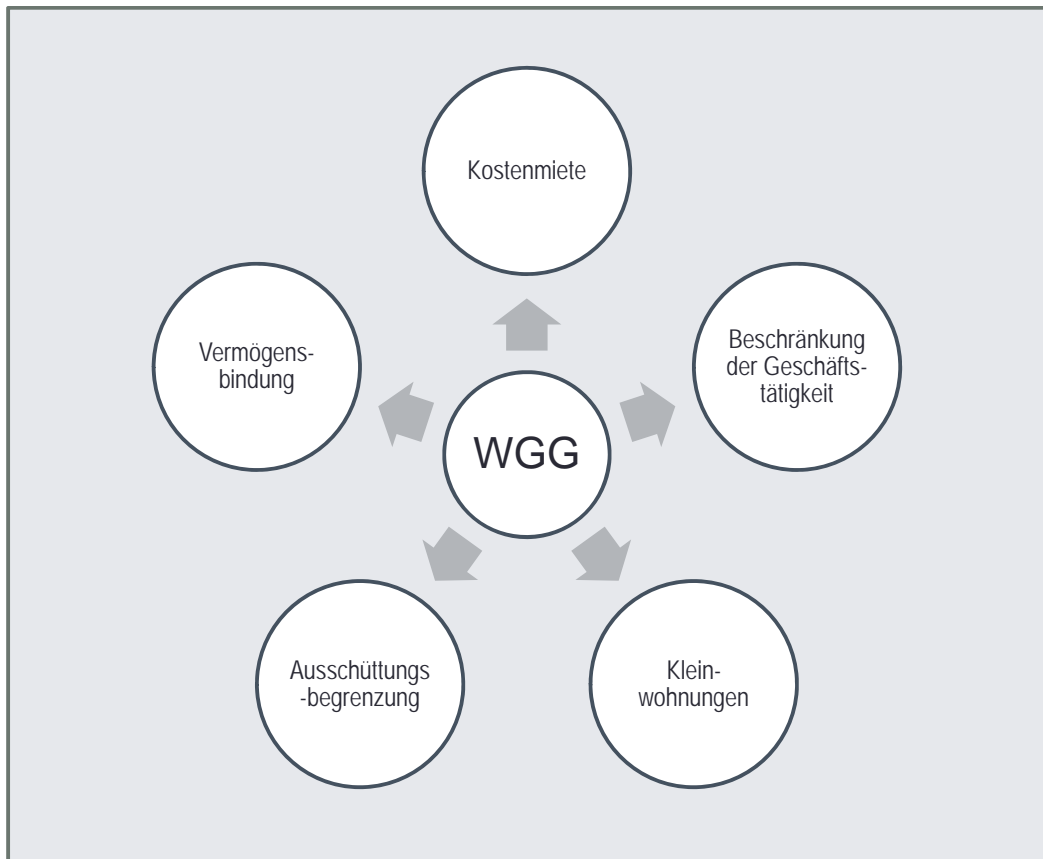 Kostenmiete
Vermögens-
bindung
Beschränkung
der Geschäfts-
tätigkeit
WGG
Ausschüttungs
-begrenzung
Klein-
wohnungen